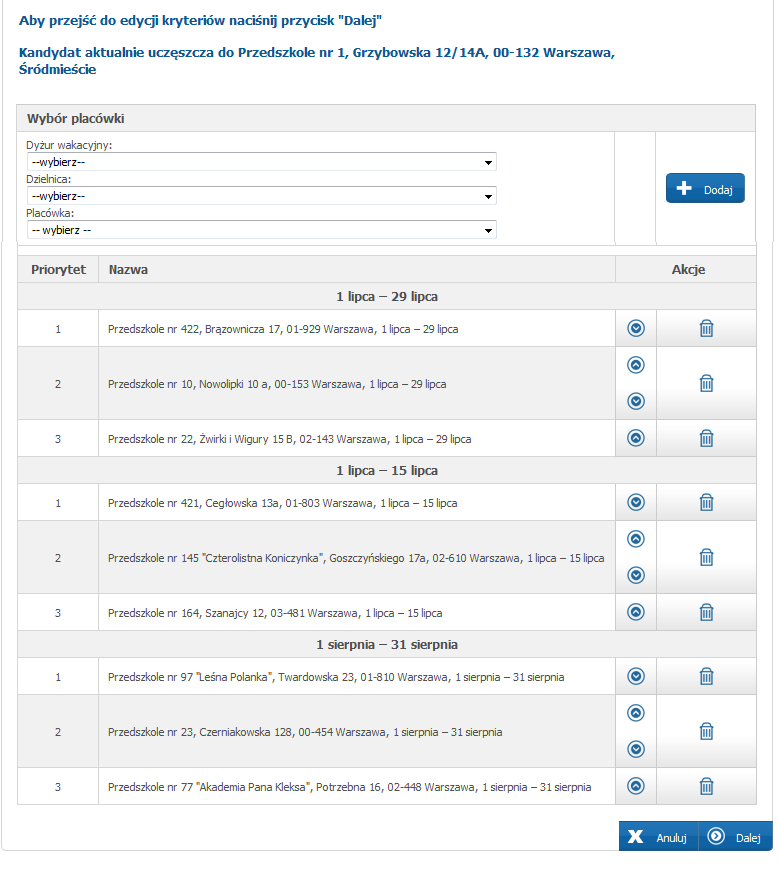 Aby przejść do edycji kryteriów naciśnij przycisk "Dalej"
Kandydat aktualnie uczęszcza do Przedszkole nr 1, Grzybowska 12/14A, 00-132 Warszawa,
Śródmieście
Wybór placówki
Dyżur wakacyjny:
--wybierz--
Dzielnica:
--wybierz--
Placówka:
-- wybierz --
Dodaj
Priorytet Nazwa Akcje
1 lipca – 29 lipca
1 Przedszkole nr 422, Brązownicza 17, 01-929 Warszawa, 1 lipca – 29 lipca
2 Przedszkole nr 10, Nowolipki 10 a, 00-153 Warszawa, 1 lipca – 29 lipca
3 Przedszkole nr 22, Żwirki i Wigury 15 B, 02-143 Warszawa, 1 lipca – 29 lipca
1 lipca – 15 lipca
1 Przedszkole nr 421, Cegłowska 13a, 01-803 Warszawa, 1 lipca – 15 lipca
2 Przedszkole nr 145 "Czterolistna Koniczynka", Goszczyńskiego 17a, 02-610 Warszawa, 1 lipca – 15 lipca
3 Przedszkole nr 164, Szanajcy 12, 03-481 Warszawa, 1 lipca – 15 lipca
1 sierpnia – 31 sierpnia
1 Przedszkole nr 97 "Leśna Polanka", Twardowska 23, 01-810 Warszawa, 1 sierpnia – 31 sierpnia
2 Przedszkole nr 23, Czerniakowska 128, 00-454 Warszawa, 1 sierpnia – 31 sierpnia
3 Przedszkole nr 77 "Akademia Pana Kleksa", Potrzebna 16, 02-448 Warszawa, 1 sierpnia – 31 sierpnia
Anuluj Dalej